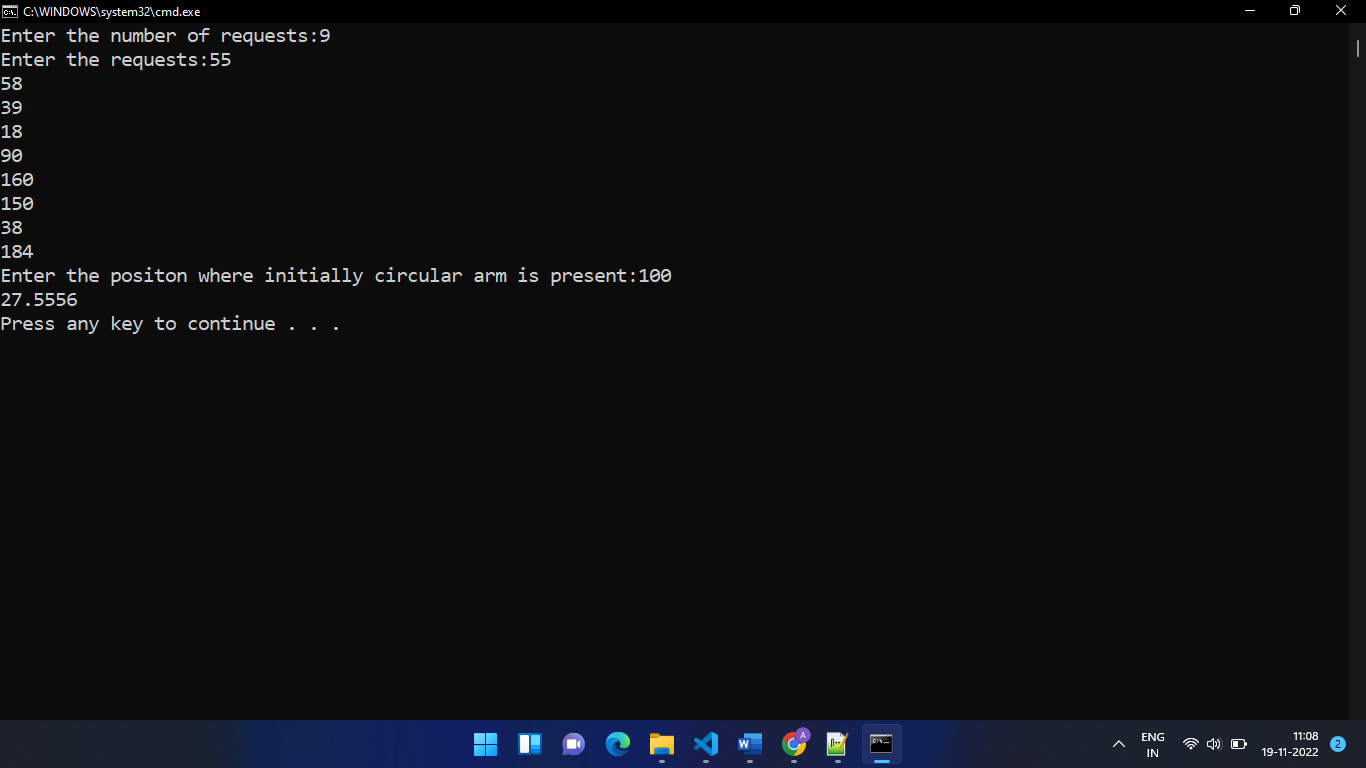 C:\WINDOWS\system32\cmd.exe
Enter the number of requests:9
Enter the requests:55
58
39
18
90
160
150
38
184
Enter the positon where initially circular arm is present:100
27.5556
Press any key to continue . . .
A
W
ENG
IN
11:08
19-11-2022
2